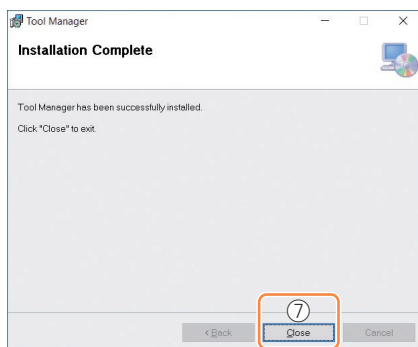 Tool Manager
Installation Complete
Tool Manager has been successfully installed.
Click "Close" to exit.
⑦
< Back
Close
Cancel